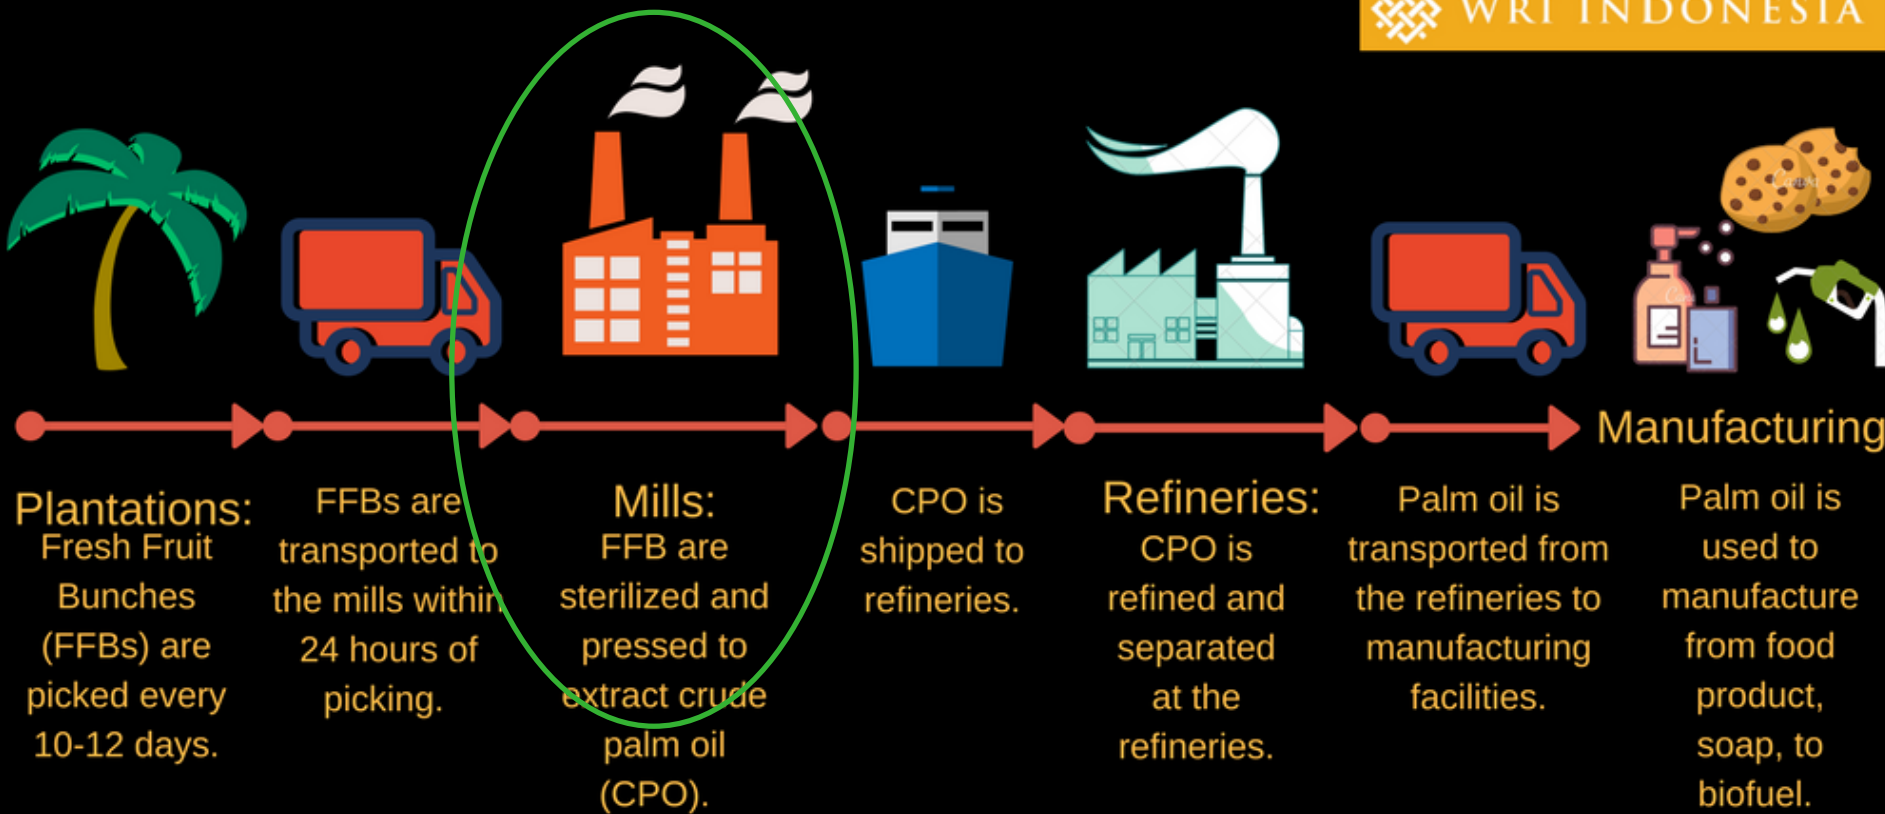 WRI INDONESIA
Plantations:
Fresh Fruit
Bunches
(FFBs) are
picked every
10-12 days.
FFBs are
transported to
the mills within
24 hours of
picking.
Mills:
FFB are
sterilized and
pressed to
extract crude
palm oil
(CPO).
CPO is
shipped to
refineries.
Refineries:
CPO is
refined and
separated
at the
refineries.
Palm oil is
transported from
the refineries to
manufacturing
facilities.
Manufacturing
Palm oil is
used to
manufacture
from food
product,
soap, to
biofuel.